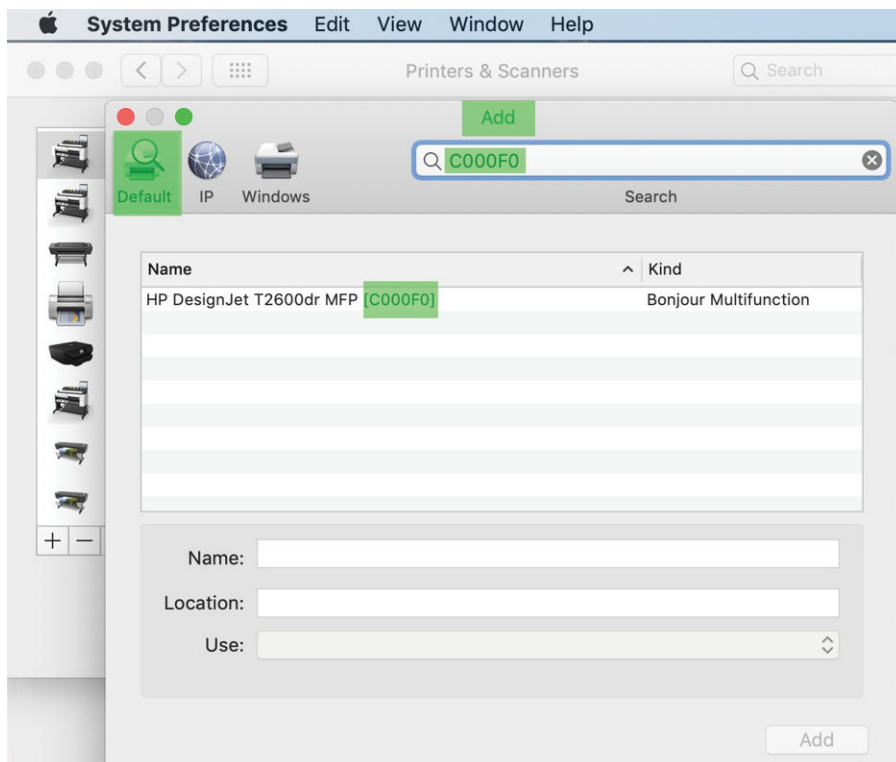 System Preferences Edit View Window Help
Printers & Scanners Search
Add
C000F0
Default IP Windows Search
Name Kind
HP DesignJet T2600dr MFP [C000F0] Bonjour Multifunction
+ −
Name:
Location:
Use:
Add